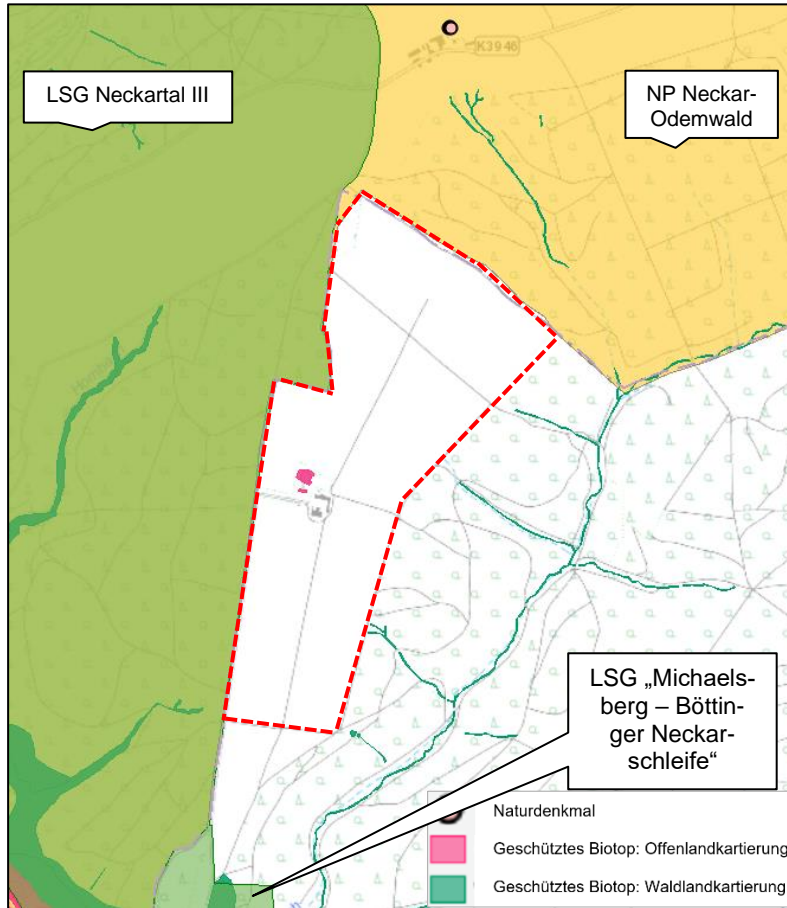 K3946
LSG Neckartal III
NP Neckar-
Odemwald
LSG „Michaels-
berg – Böttin-
ger Neckar-
schleife“
Naturdenkmal
Geschütztes Biotop: Offenlandkartierung
Geschütztes Biotop: Waldlandkartierung